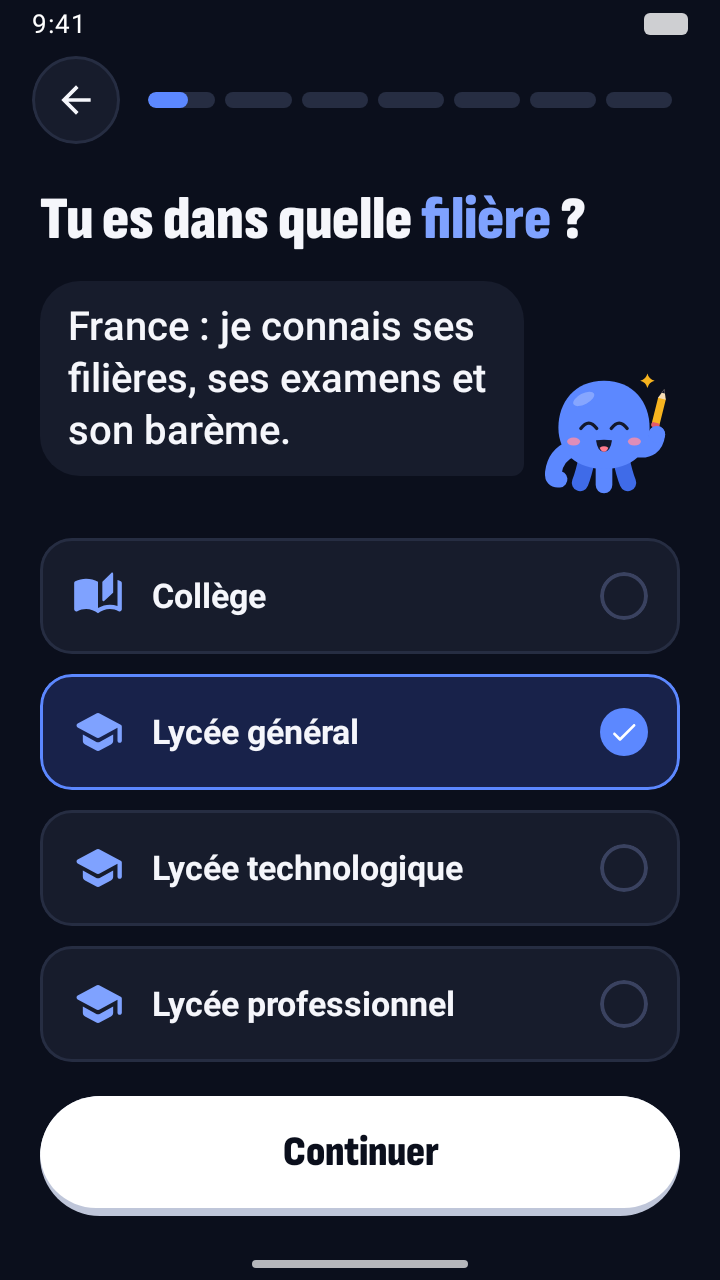 9:41
Tu es dans quelle filière ?
France : je connais ses
filières, ses examens et
son barème.
Collège
Lycée général
Lycée technologique
Lycée professionnel
Continuer